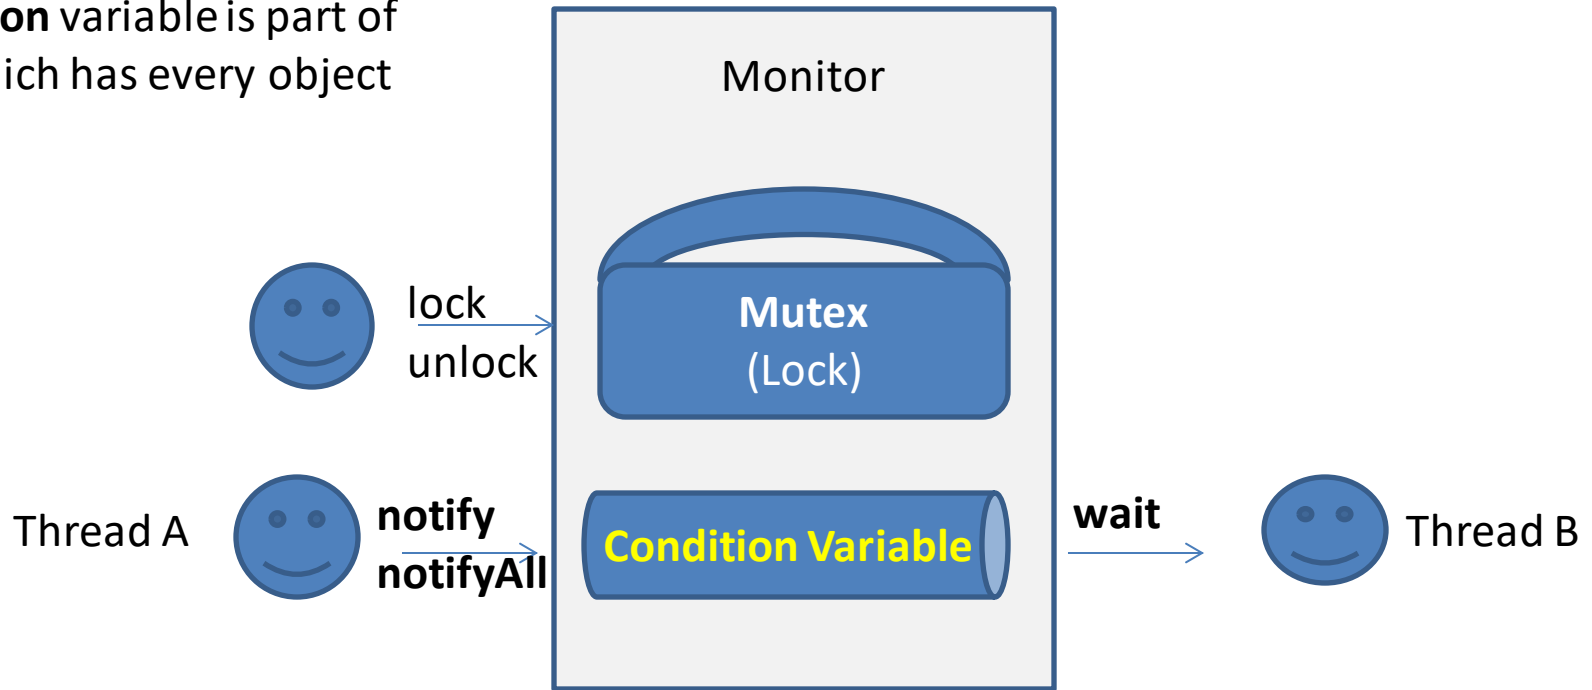 on variable is part of
ich has every object
Monitor
lock
unlock
Mutex
(Lock)
Thread A
notify
notifyAll
Condition Variable
wait
Thread B